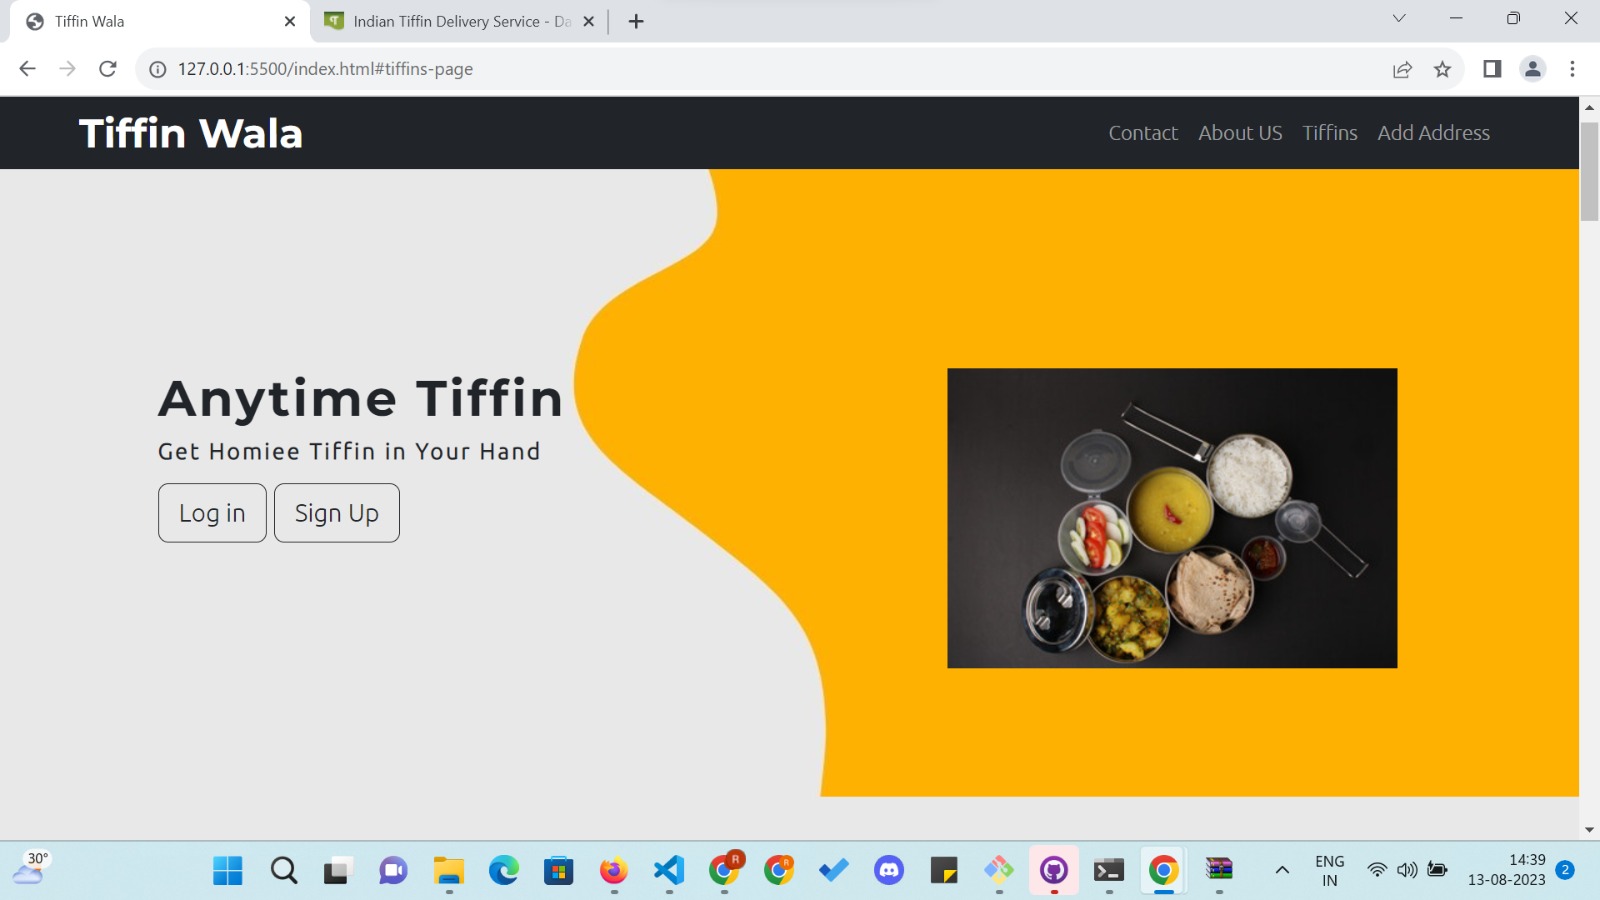 Tiffin Wala
Indian Tiffin Delivery Service - Da
127.0.0.1:5500/index.html#tiffins-page
Tiffin Wala
Contact About US Tiffins Add Address
Anytime Tiffin
Get Homiee Tiffin in Your Hand
Log in Sign Up
30°
R
R
ENG
IN
14:39
13-08-2023
2